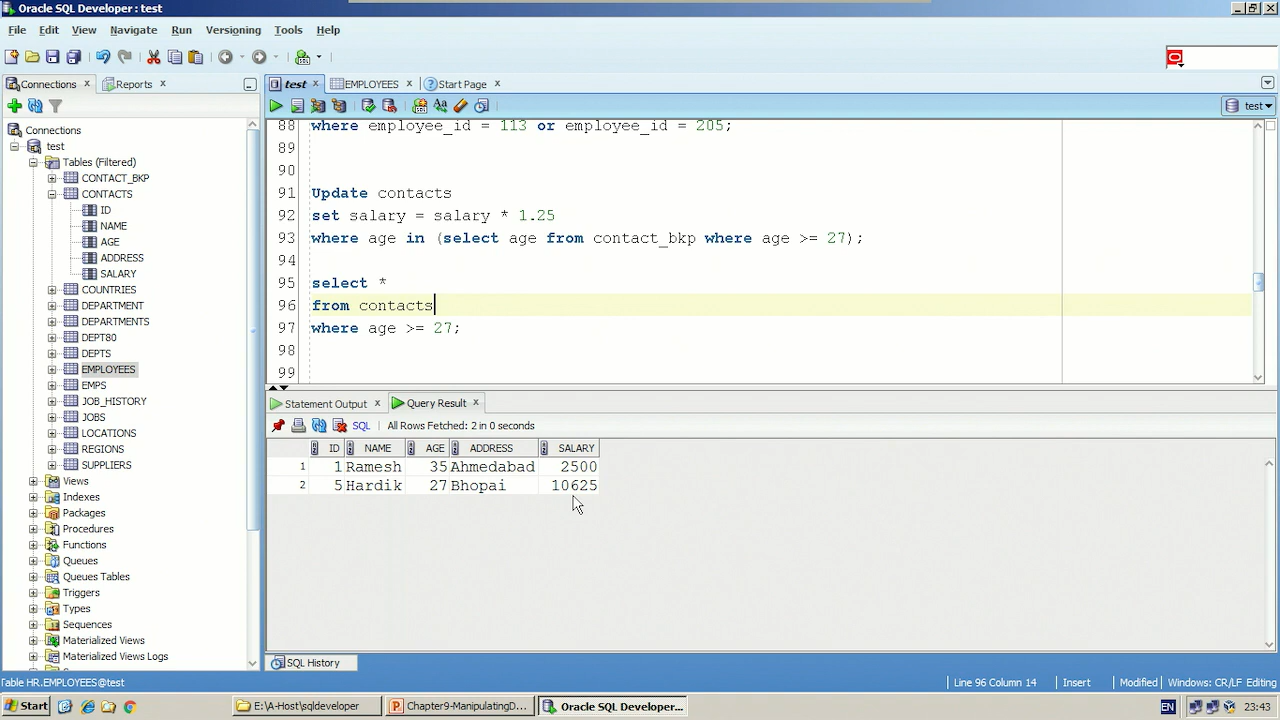 Oracle SQL Developer : test
File Edit View Navigate Run Versioning Tools Help
Connections Reports
test EMPLOYEES Start Page
test
Connections
test
Tables (Filtered)
CONTACT_BKP
CONTACTS
ID
NAME
AGE
ADDRESS
SALARY
COUNTRIES
DEPARTMENT
DEPARTMENTS
DEPT80
DEPTS
EMPLOYEES
EMPS
JOB_HISTORY
JOBS
LOCATIONS
REGIONS
SUPPLIERS
Views
Indexes
Packages
Procedures
Functions
Queues
Queues Tables
Triggers
Types
Sequences
Materialized Views
Materialized Views Logs
88 where employee_id = 113 or employee_id = 205;
89
90
91 Update contacts
92 set salary = salary * 1.25
93 where age in (select age from contact_bkp where age >= 27);
94
95 select *
96 from contacts
97 where age >= 27;
98
99
Statement Output Query Result
SQL All Rows Fetched: 2 in 0 seconds
ID NAME AGE ADDRESS SALARY
1 1 Ramesh 35 Ahmedabad 2500
2 5 Hardik 27 Bhopai 10625
SQL History
Table HR.EMPLOYEES@test Line 96 Column 14 Insert Modified Windows: CR/LF Editing
Start E:\A-Host\sqldeveloper Chapter9-ManipulatingD... Oracle SQL Developer... EN 23:43